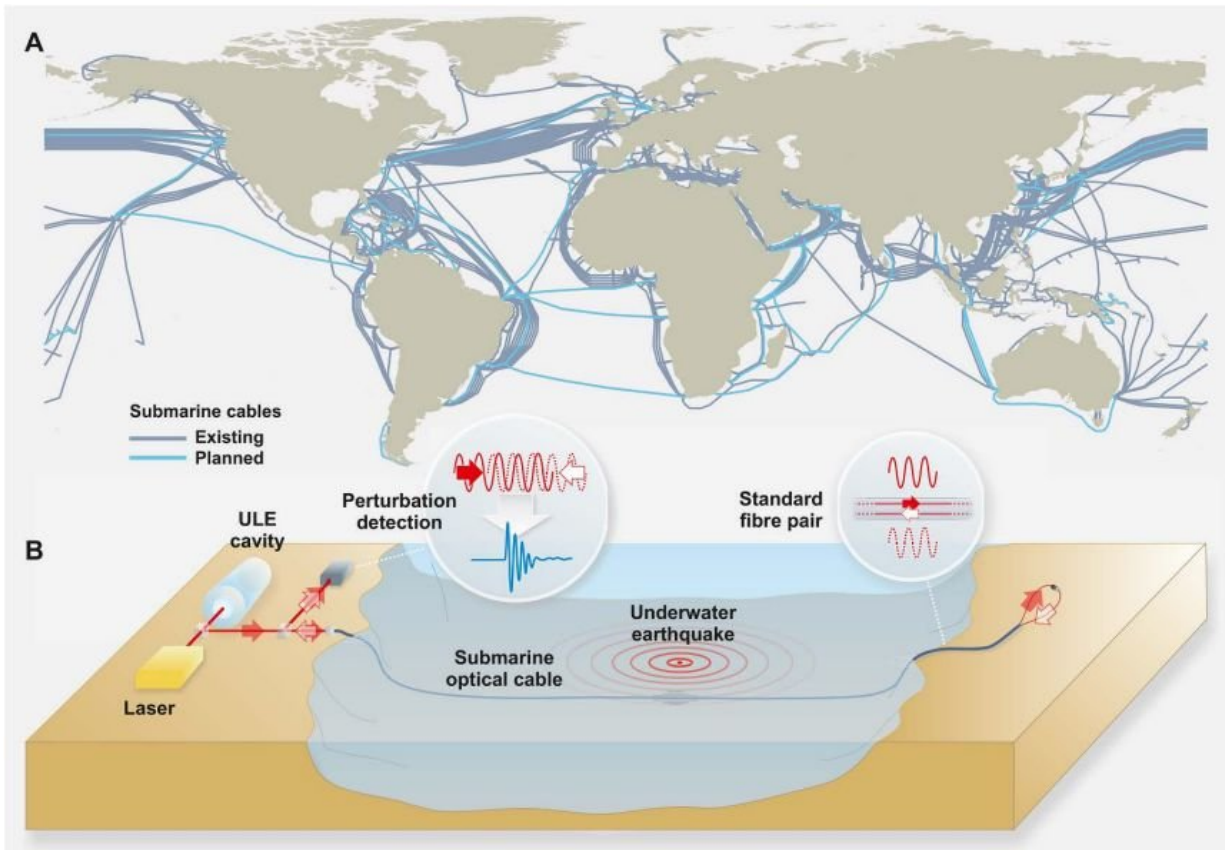 A
Submarine cables
Existing
Planned
B
ULE
cavity
Perturbation
detection
Standard
fibre pair
Underwater
earthquake
Submarine
optical cable
Laser